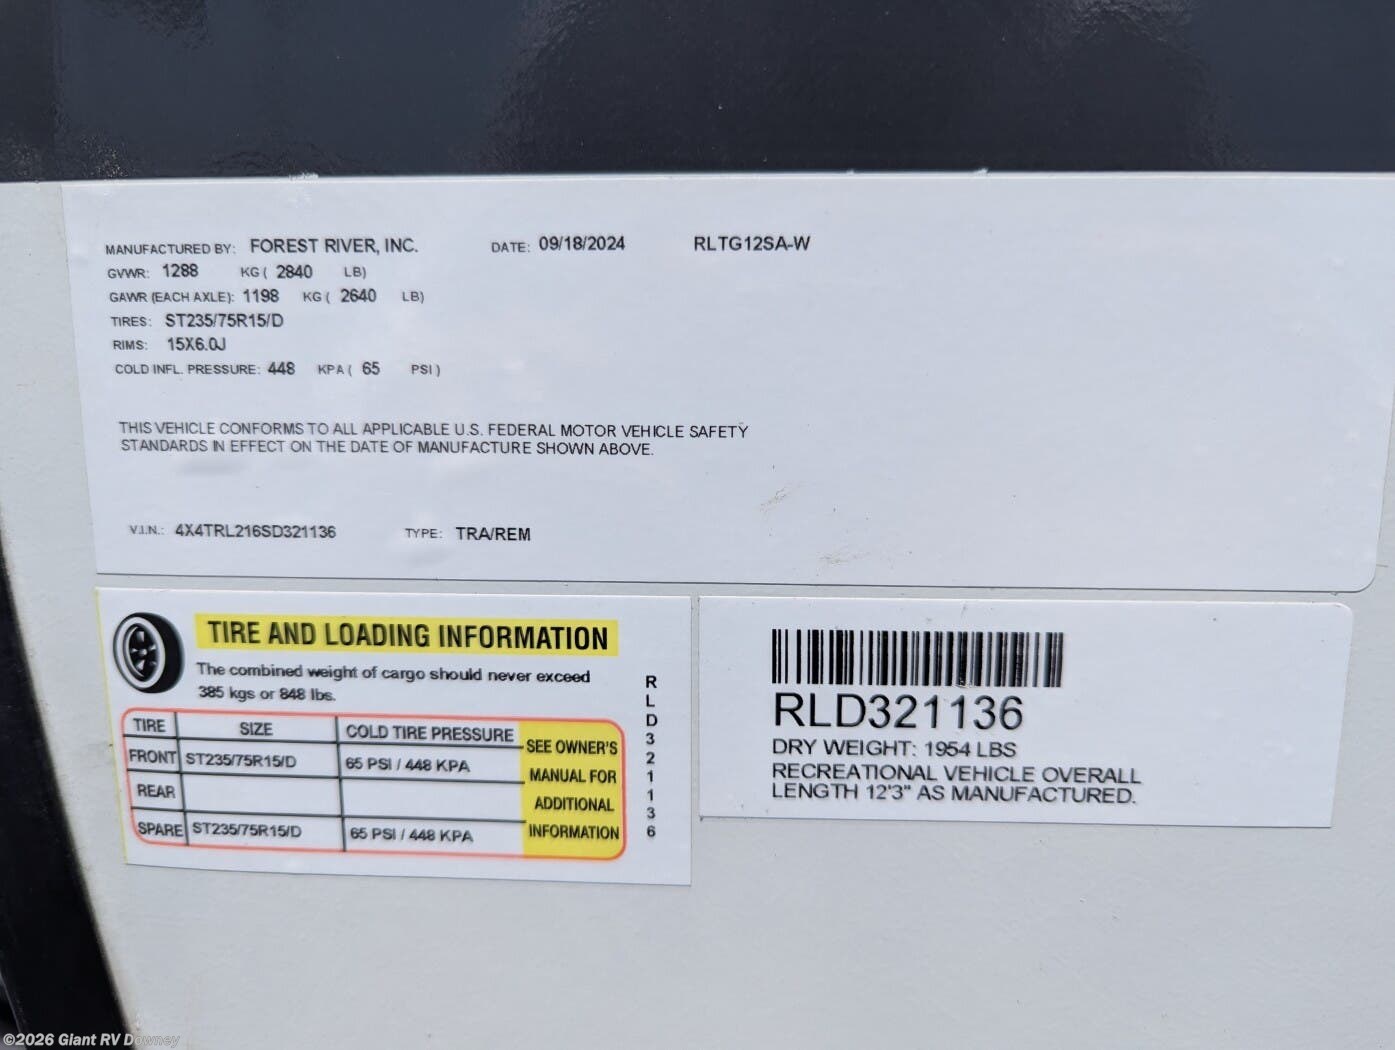 MANUFACTURED BY: FOREST RIVER, INC. DATE: 09/18/2024 RLTG12SA-W
GVWR: 1288 KG ( 2840 LB)
GAWR (EACH AXLE): 1198 KG ( 2640 LB)
TIRES: ST235/75R15/D
RIMS: 15X6.0J
COLD INFL. PRESSURE: 448 KPA ( 65 PSI )
THIS VEHICLE CONFORMS TO ALL APPLICABLE U.S. FEDERAL MOTOR VEHICLE SAFETY
STANDARDS IN EFFECT ON THE DATE OF MANUFACTURE SHOWN ABOVE.
V.I.N.: 4X4TRL216SD321136 TYPE: TRA/REM
TIRE AND LOADING INFORMATION
The combined weight of cargo should never exceed
385 kgs or 848 lbs.
TIRE SIZE COLD TIRE PRESSURE
FRONT ST235/75R15/D 65 PSI / 448 KPA
REAR
SPARE ST235/75R15/D 65 PSI / 448 KPA
SEE OWNER'S
MANUAL FOR
ADDITIONAL
INFORMATION
RLD321136
RLD321136
DRY WEIGHT: 1954 LBS
RECREATIONAL VEHICLE OVERALL
LENGTH 12'3" AS MANUFACTURED.
©2026 Giant RV Downey